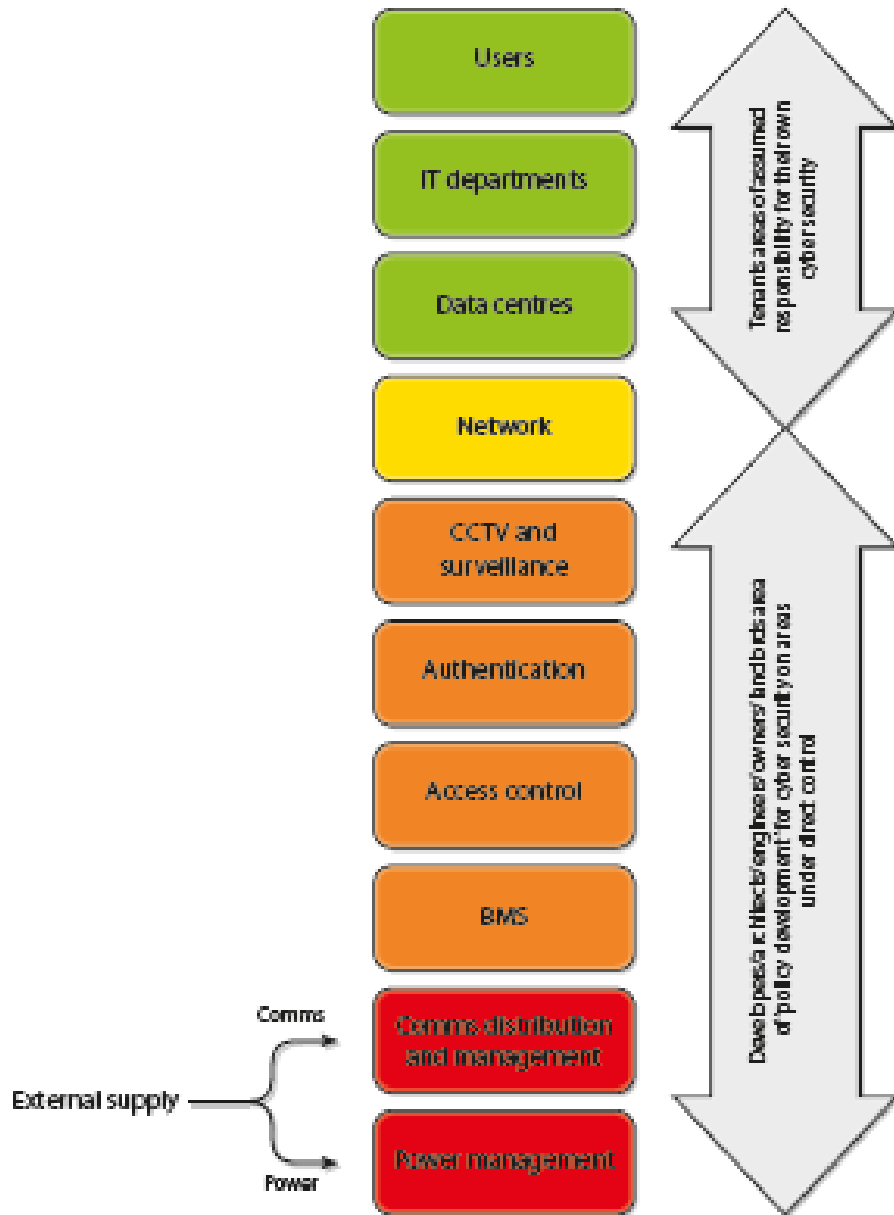 Users
IT departments
Data centres
Network
CCTV and
surveillance
Authentication
Access control
BMS
Comms distribution
and management
Power management
Comms
External supply
Power
Tenants areas of assumed
responsibility for their own
cyber security
Developers/architects/engineers/owners/landlords area
of 'policy development' for cyber security on areas
under direct control